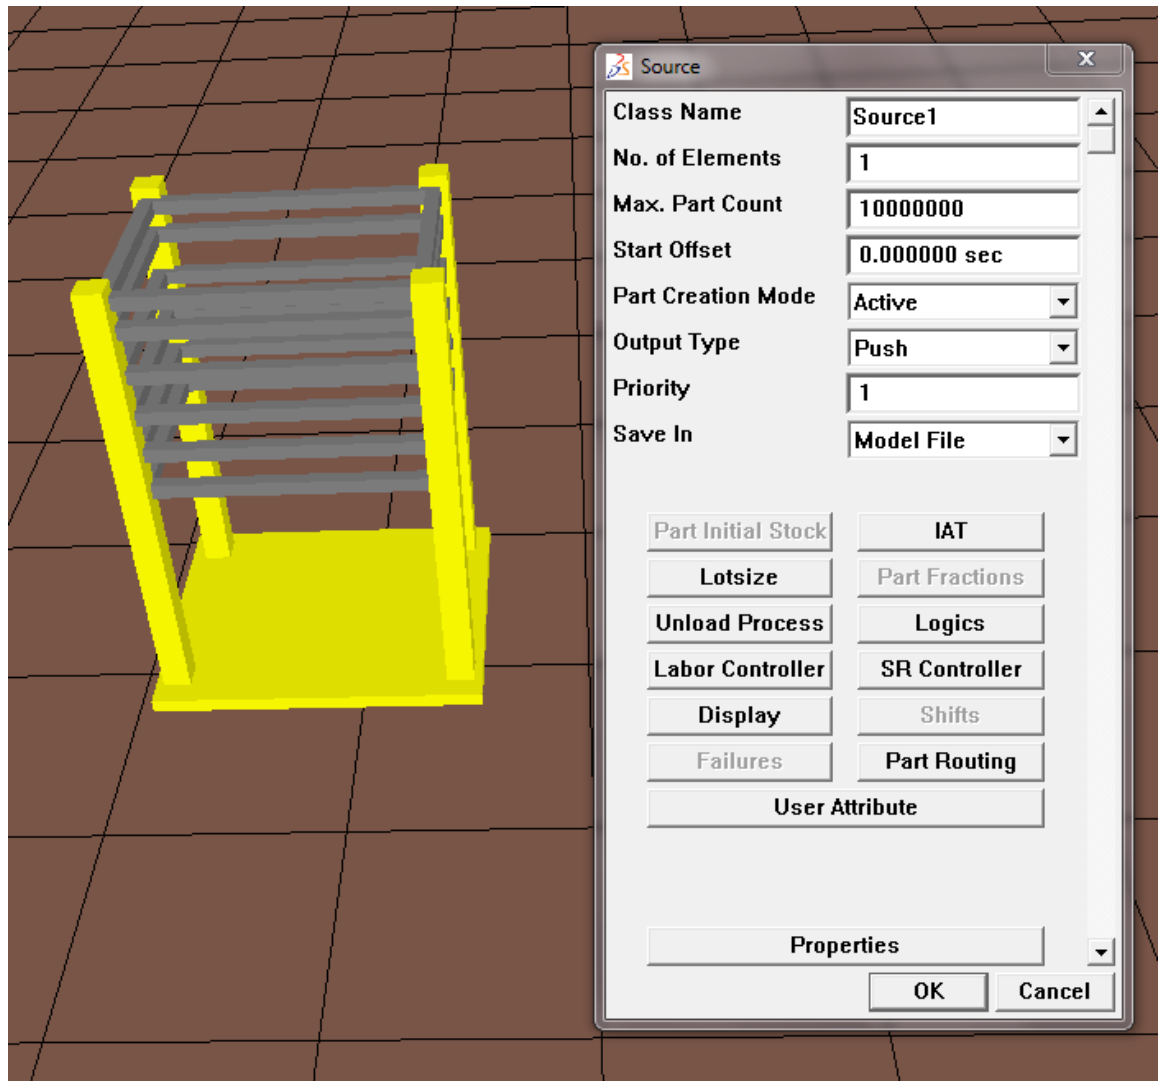 Source
Class Name Source1
No. of Elements 1
Max. Part Count 10000000
Start Offset 0.000000 sec
Part Creation Mode Active
Output Type Push
Priority 1
Save In Model File
Part Initial Stock IAT
Lotsize Part Fractions
Unload Process Logics
Labor Controller SR Controller
Display Shifts
Failures Part Routing
User Attribute
Properties
OK Cancel